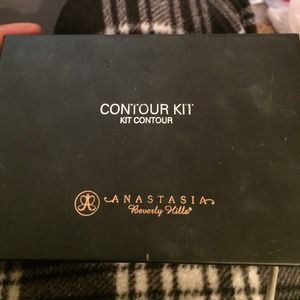 CONTOUR KIT
KIT CONTOUR
ANASTASIA
Beverly Hills®